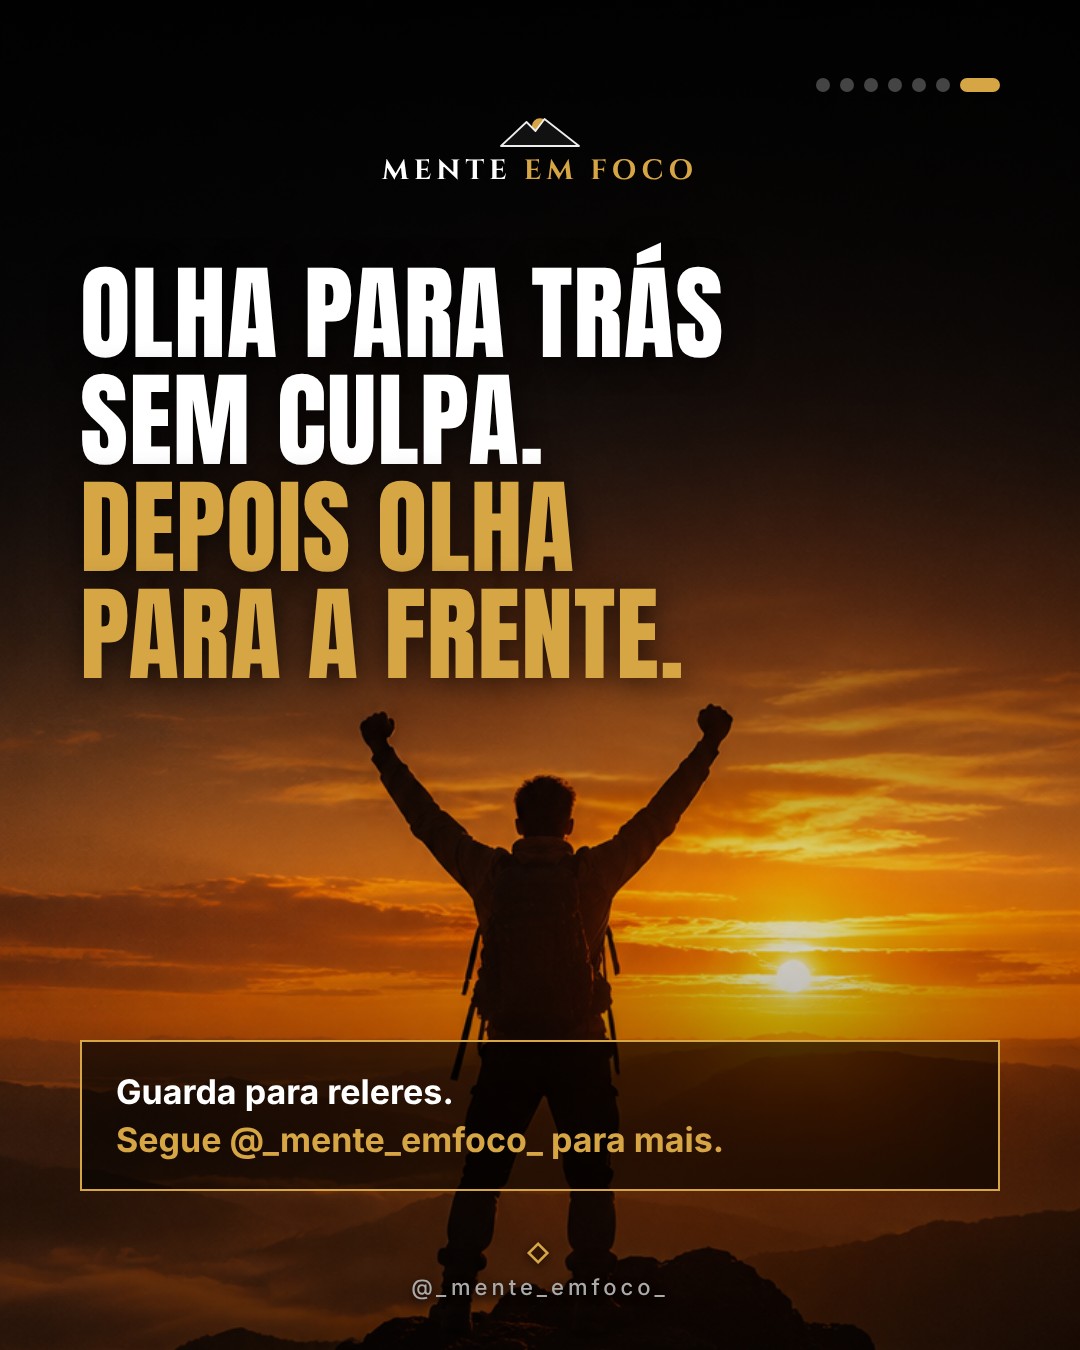 MENTE EM FOCO
OLHA PARA TRÁS
SEM CULPA.
DEPOIS OLHA
PARA A FRENTE.
Guarda para releres.
Segue @_mente_emfoco_ para mais.
@_mente_emfoco_